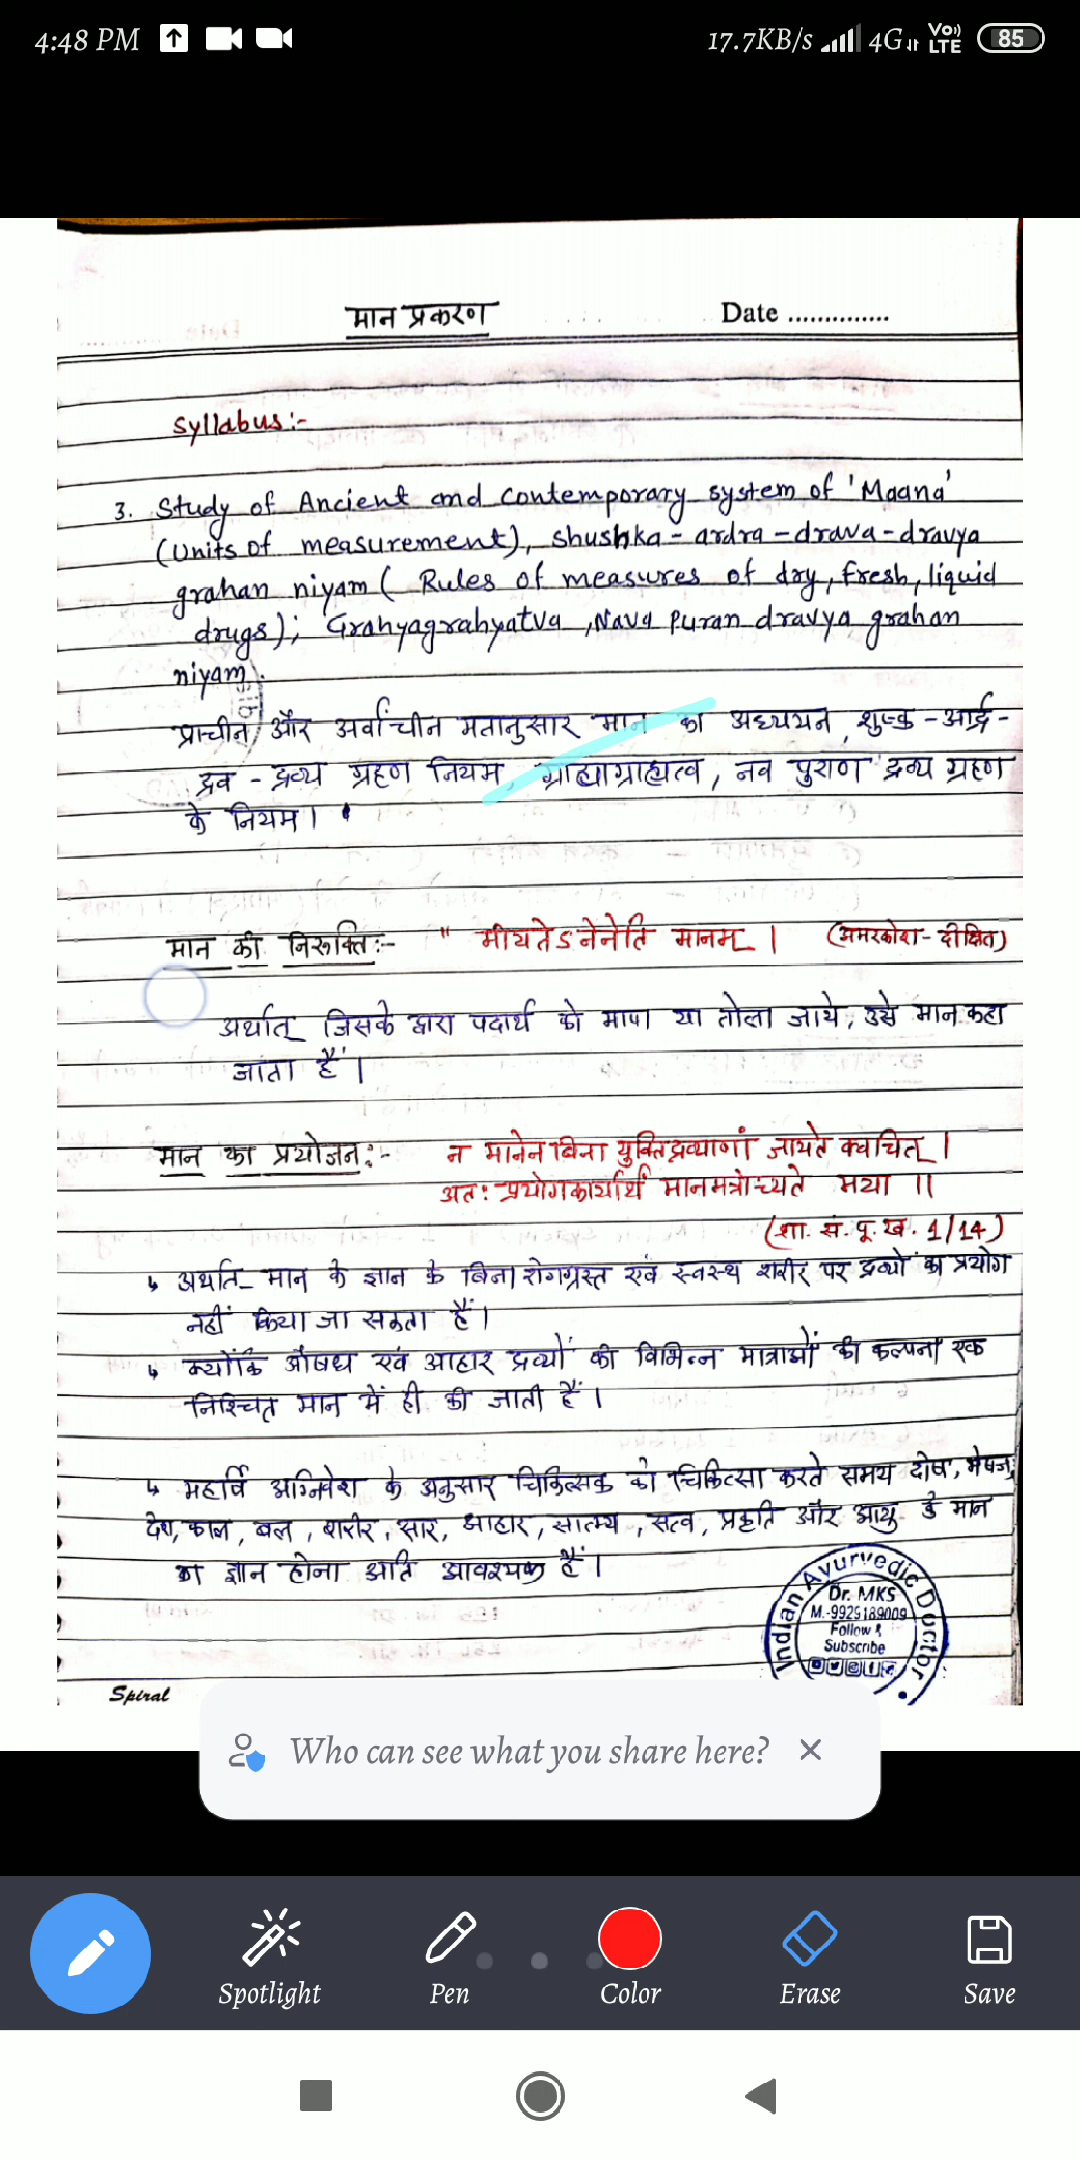 4:48 PM 17.7KB/s 4G Vo) LTE 85
मान प्रकरण Date ..............
Syllabus:-
3. Study of Ancient and contemporary system of 'Maana'
(Units of measurement), shushka - ardra - drava - dravya
grahan niyam ( Rules of measures of dry, fresh, liquid
drugs); Grahyagrahyatva, Nava Puran dravya grahan
niyam.
प्राचीन और अर्वाचीन मतानुसार मान का अध्ययन, शुष्क - आर्द्र -
द्रव - द्रव्य ग्रहण नियम, ग्राह्याग्राह्यत्व, नव पुराण द्रव्य ग्रहण
के नियम।
मान की निरूक्ति:- " मीयतेऽनेनेति मानम् । (अमरकोश - दीक्षित)
अर्थात् जिसके द्वारा पदार्थ को मापा या तोला जाये, उसे मान कहा
जाता हैं ।
मान का प्रयोजन:- न मानेन विना युक्तिद्रव्याणां जायते क्वचित् ।
अतः प्रयोगकार्यार्थं मानमत्रोच्यते मया ॥
(शा. सं. पू. ख. 1/14)
↳ अर्थात- मान के ज्ञान के बिना रोगग्रस्त एवं स्वस्थ शरीर पर द्रव्यों का प्रयोग
नहीं किया जा सकता हैं ।
↳ क्योंकि औषध एवं आहार द्रव्यों की विभिन्न मात्राओं की कल्पना एक
निश्चित मान में ही की जाती हैं ।
↳ महर्षि अग्निवेश के अनुसार चिकित्सक को चिकित्सा करते समय दोष, भेषज,
देश, काल, बल, शरीर, सार, आहार, सात्म्य, सत्व, प्रकृति और आयु के मान
का ज्ञान होना अति आवश्यक हैं ।
Indian Ayurvedic Doctor
Dr. MKS
M.-9925189009
Follow &
Subscribe
Spiral
Who can see what you share here?
Spotlight Pen Color Erase Save